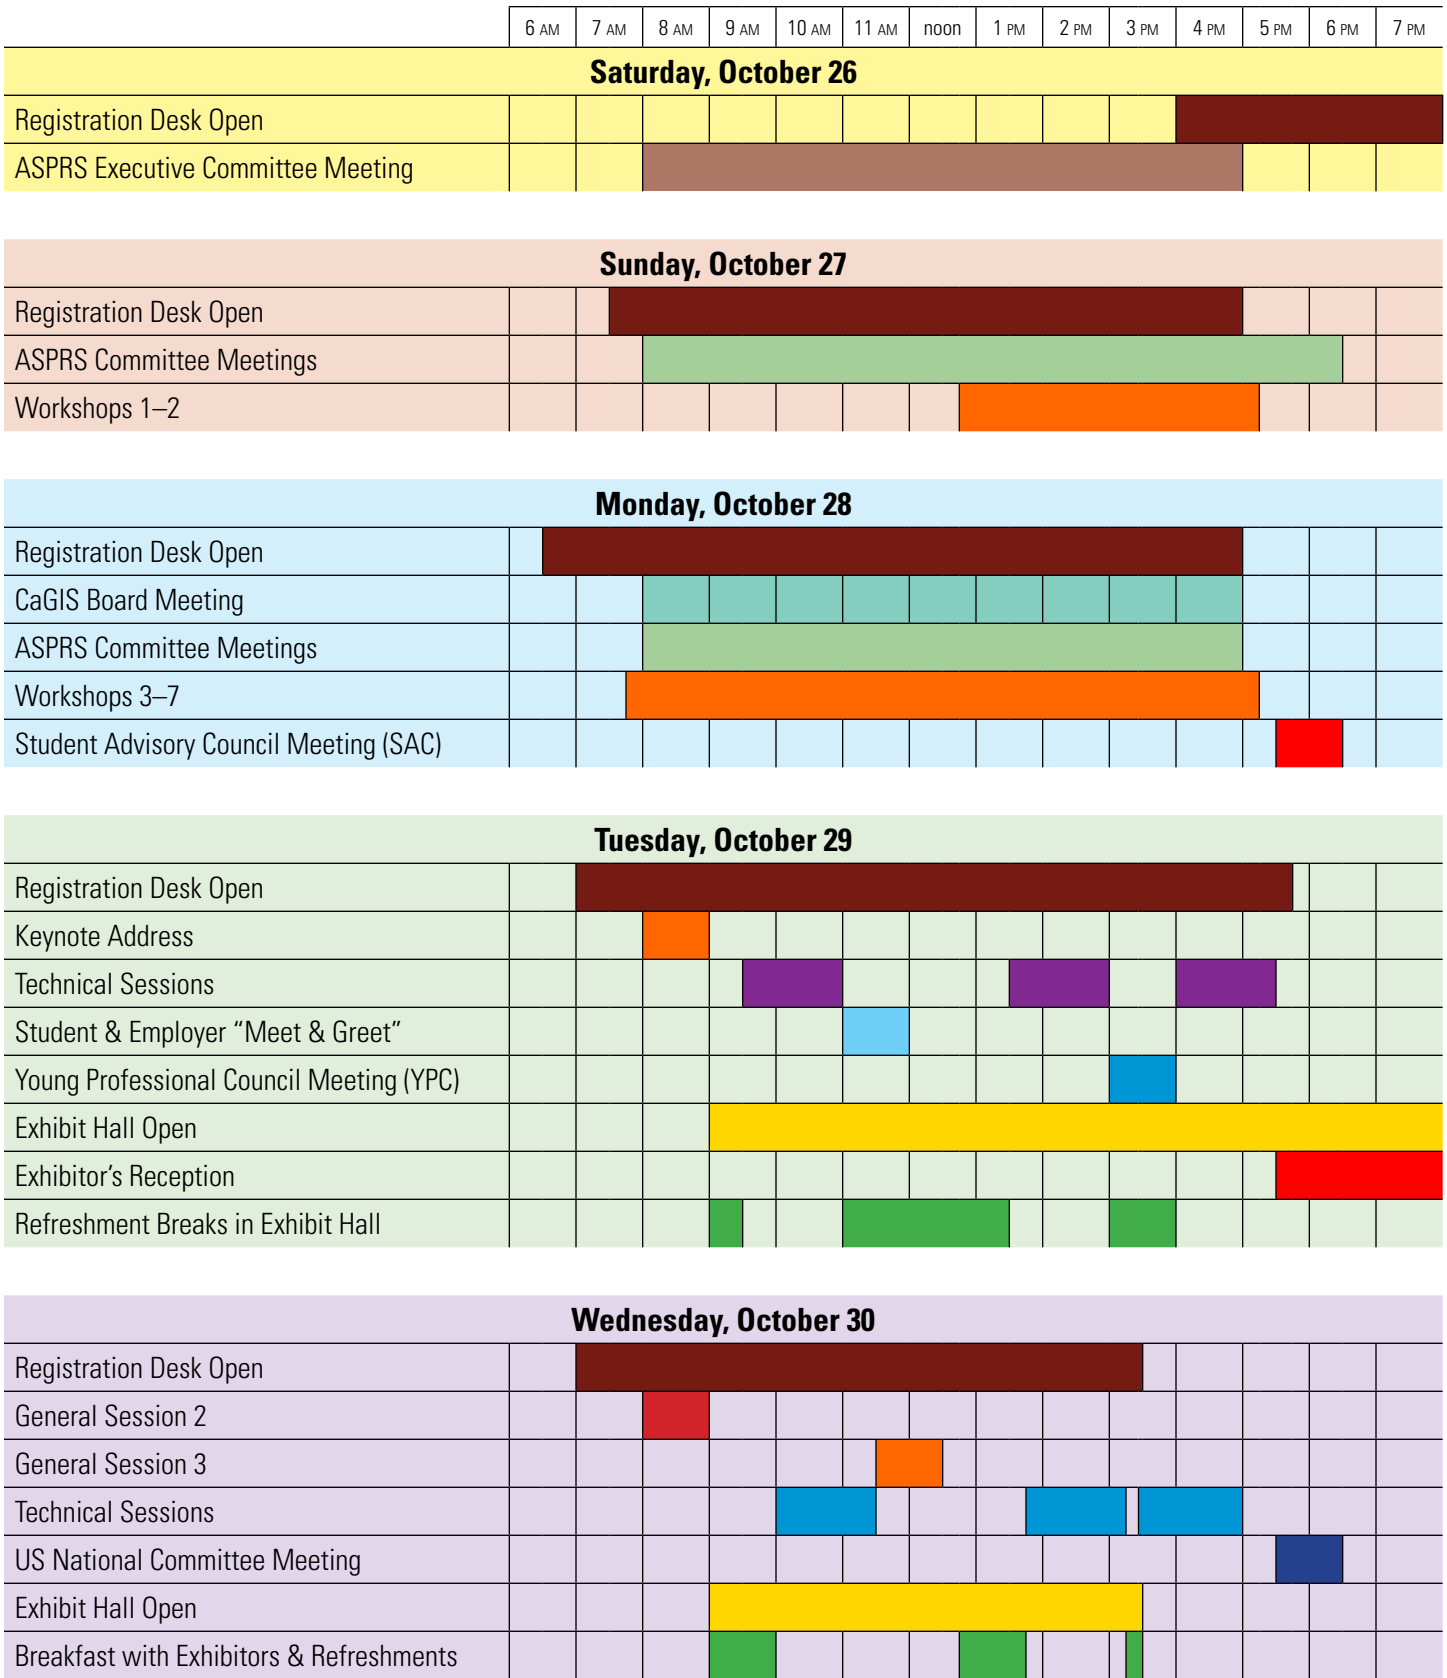 6 AM 7 AM 8 AM 9 AM 10 AM 11 AM noon 1 PM 2 PM 3 PM 4 PM 5 PM 6 PM 7 PM
Saturday, October 26
Registration Desk Open
ASPRS Executive Committee Meeting
Sunday, October 27
Registration Desk Open
ASPRS Committee Meetings
Workshops 1–2
Monday, October 28
Registration Desk Open
CaGIS Board Meeting
ASPRS Committee Meetings
Workshops 3–7
Student Advisory Council Meeting (SAC)
Tuesday, October 29
Registration Desk Open
Keynote Address
Technical Sessions
Student & Employer “Meet & Greet”
Young Professional Council Meeting (YPC)
Exhibit Hall Open
Exhibitor’s Reception
Refreshment Breaks in Exhibit Hall
Wednesday, October 30
Registration Desk Open
General Session 2
General Session 3
Technical Sessions
US National Committee Meeting
Exhibit Hall Open
Breakfast with Exhibitors & Refreshments